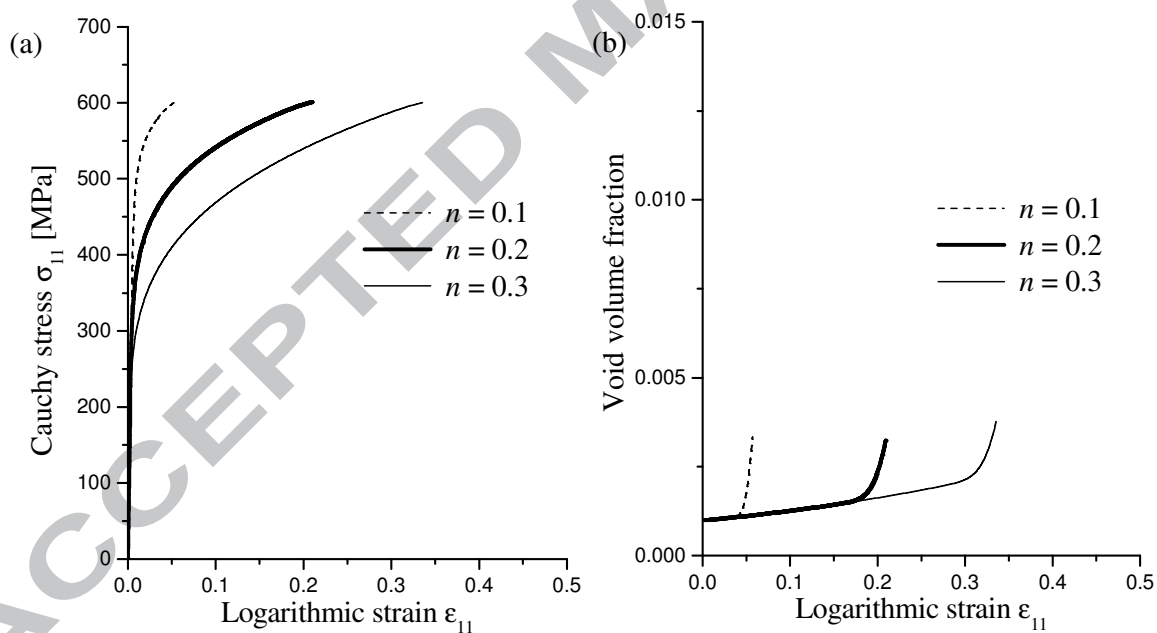 (a)
700
600
500
400
300
200
100
0
Cauchy stress σ11 [MPa]
n = 0.1
n = 0.2
n = 0.3
0.0 0.1 0.2 0.3 0.4 0.5
Logarithmic strain ε11
(b)
0.015
0.010
0.005
0.000
Void volume fraction
n = 0.1
n = 0.2
n = 0.3
0.0 0.1 0.2 0.3 0.4 0.5
Logarithmic strain ε11
ACCEPTED MA